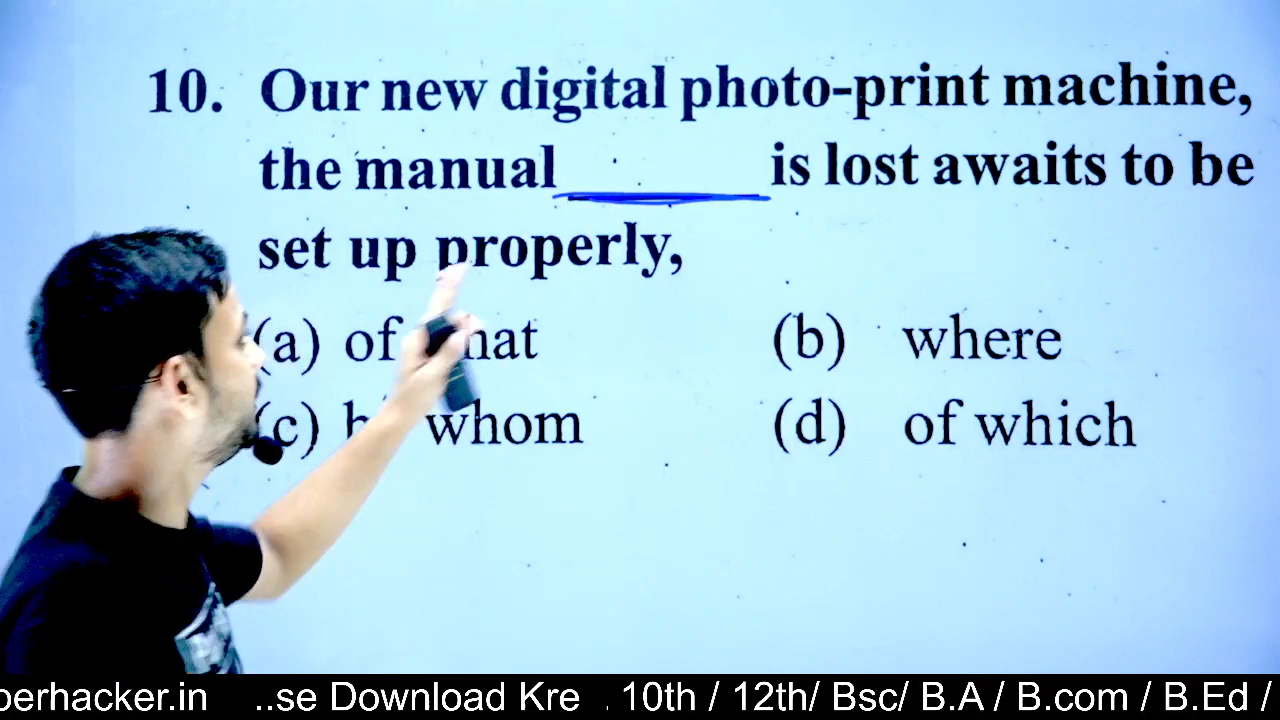 10. Our new digital photo-print machine,
the manual ________ is lost awaits to be
set up properly,
(a) of (b) where
(c) whom (d) of which
perhacker.in ..se Download Kre . 10th / 12th/ Bsc/ B.A / B.com / B.Ed /